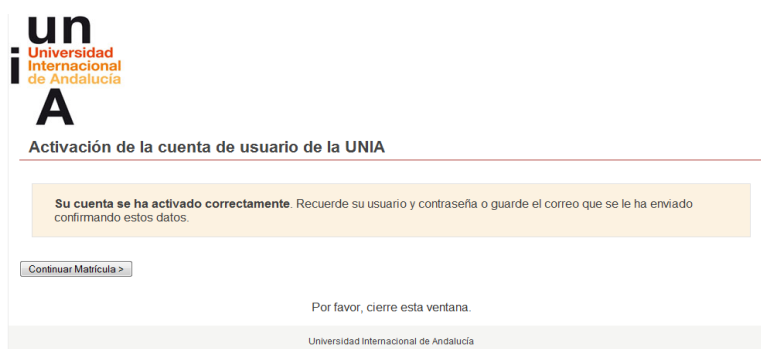 un
i
Universidad
Internacional
de Andalucía
A
Activación de la cuenta de usuario de la UNIA
Su cuenta se ha activado correctamente. Recuerde su usuario y contraseña o guarde el correo que se le ha enviado
confirmando estos datos.
Continuar Matrícula >
Por favor, cierre esta ventana.
Universidad Internacional de Andalucía